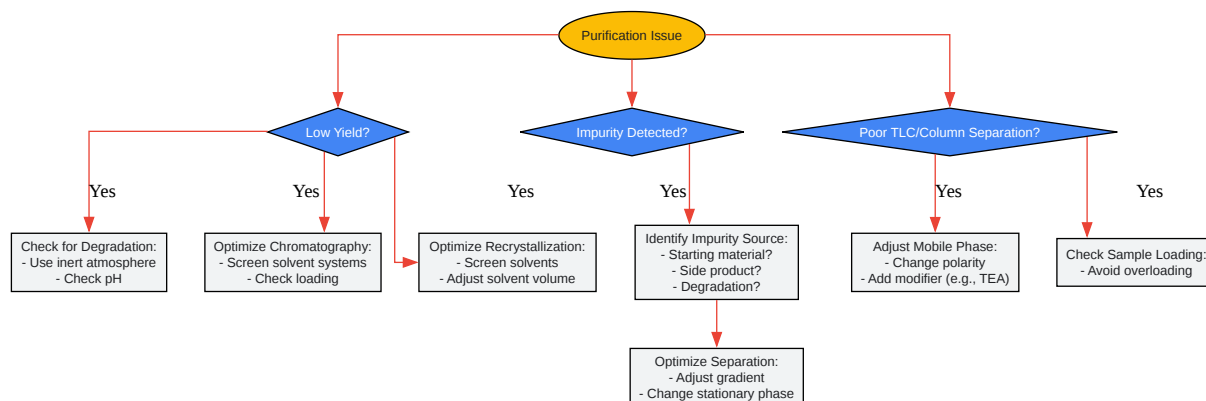 Purification Issue
Low Yield?
Impurity Detected?
Poor TLC/Column Separation?
Yes
Yes
Yes
Yes
Yes
Yes
Check for Degradation:
- Use inert atmosphere
- Check pH
Optimize Chromatography:
- Screen solvent systems
- Check loading
Optimize Recrystallization:
- Screen solvents
- Adjust solvent volume
Identify Impurity Source:
- Starting material?
- Side product?
- Degradation?
Adjust Mobile Phase:
- Change polarity
- Add modifier (e.g., TEA)
Check Sample Loading:
- Avoid overloading
Optimize Separation:
- Adjust gradient
- Change stationary phase